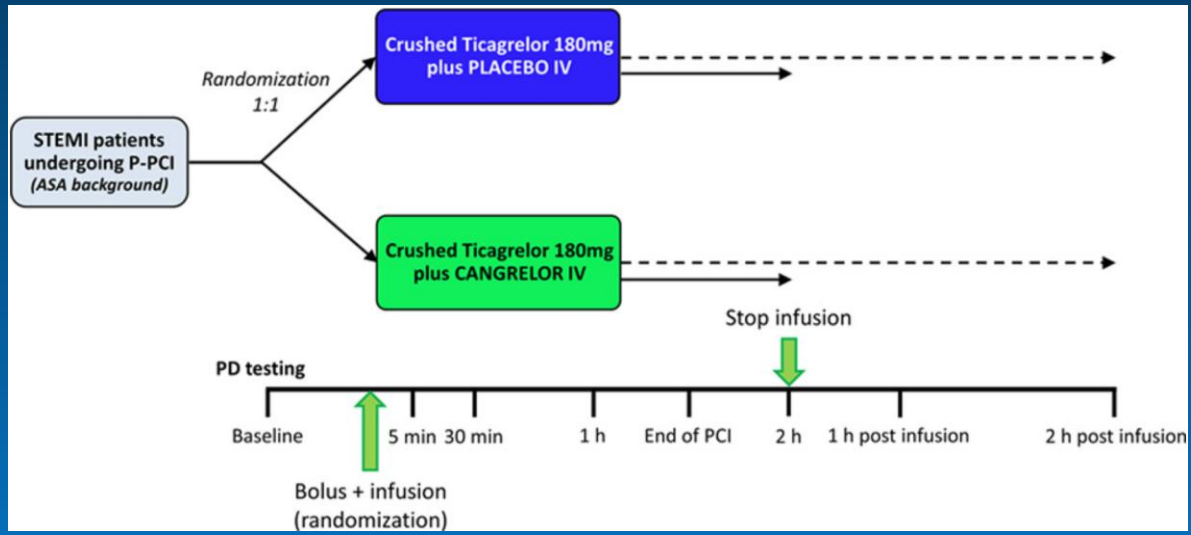 Crushed Ticagrelor 180mg
plus PLACEBO IV
Randomization
1:1
STEMI patients
undergoing P-PCI
(ASA background)
Crushed Ticagrelor 180mg
plus CANGRELOR IV
Stop infusion
PD testing
Baseline
5 min
30 min
1 h
End of PCI
2 h
1 h post infusion
2 h post infusion
Bolus + infusion
(randomization)